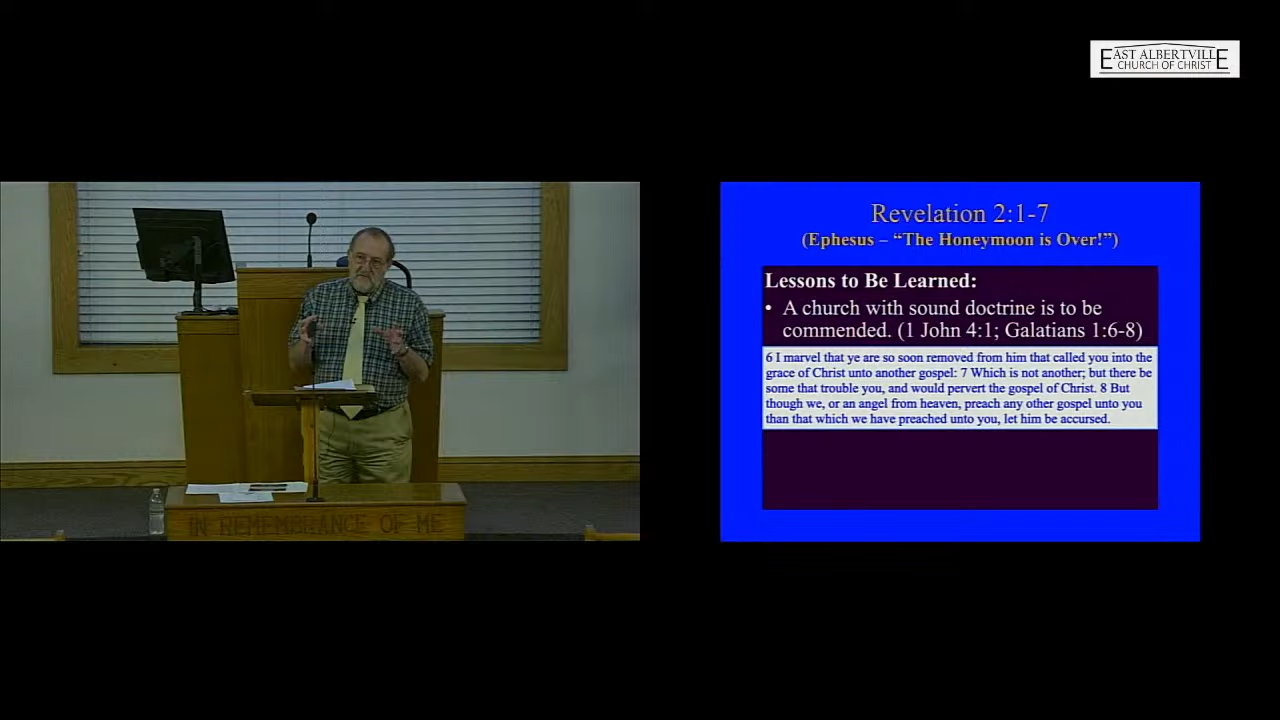 EAST ALBERTVILLE
CHURCH OF CHRIST
Revelation 2:1-7
(Ephesus – “The Honeymoon is Over!”)
Lessons to Be Learned:
• A church with sound doctrine is to be
commended. (1 John 4:1; Galatians 1:6-8)
6 I marvel that ye are so soon removed from him that called you into the
grace of Christ unto another gospel: 7 Which is not another; but there be
some that trouble you, and would pervert the gospel of Christ. 8 But
though we, or an angel from heaven, preach any other gospel unto you
than that which we have preached unto you, let him be accursed.
IN REMEMBRANCE OF ME